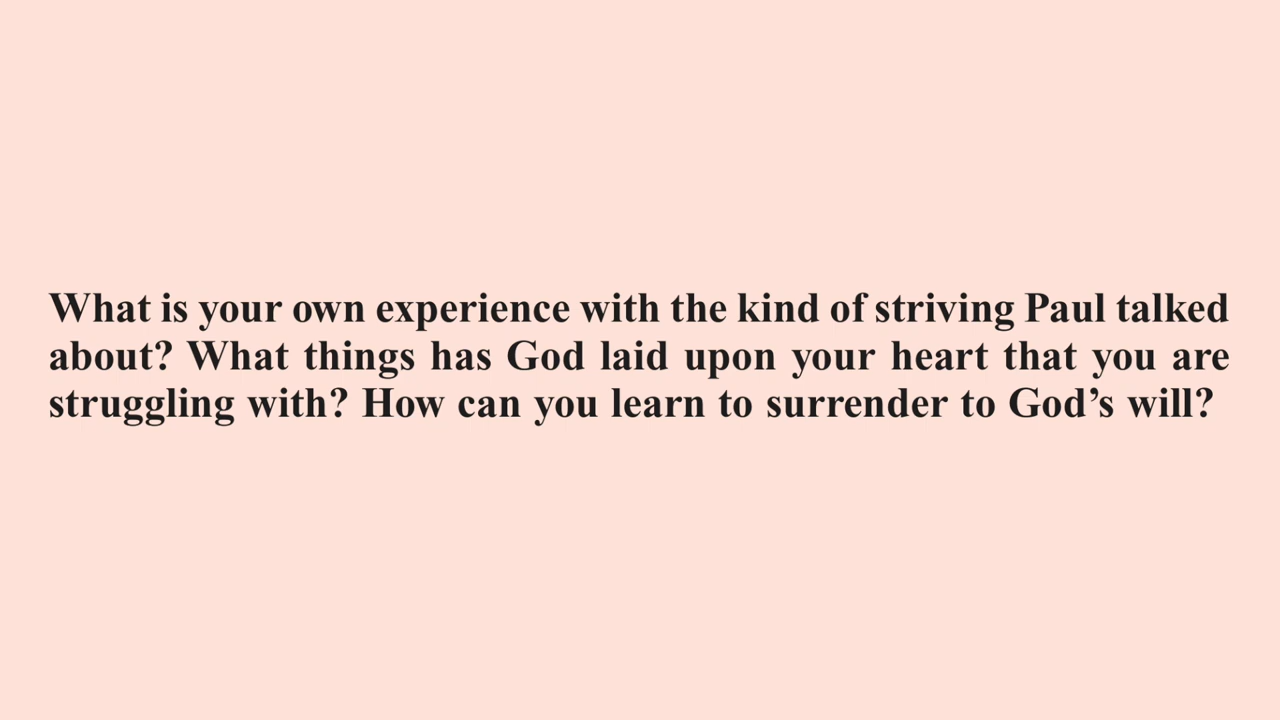 What is your own experience with the kind of striving Paul talked
about? What things has God laid upon your heart that you are
struggling with? How can you learn to surrender to God’s will?